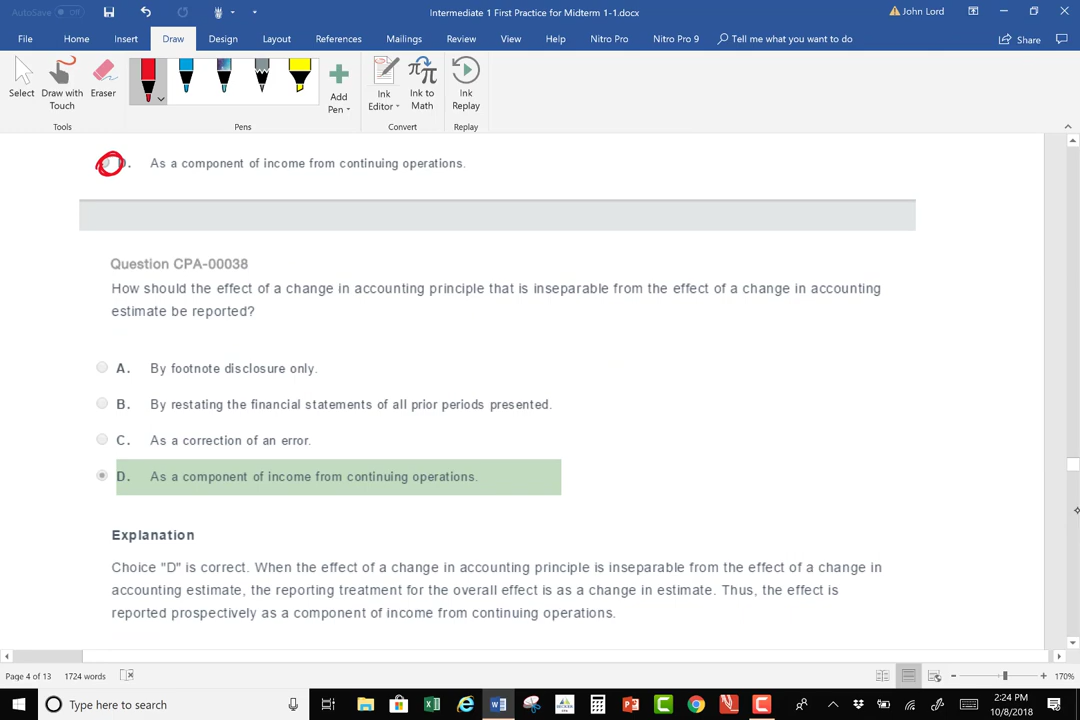 AutoSave Off
Intermediate 1 First Practice for Midterm 1-1.docx
John Lord
File Home Insert Draw Design Layout References Mailings Review View Help Nitro Pro Nitro Pro 9 Tell me what you want to do Share
Select Draw with Touch Eraser Add Pen Ink Editor Ink to Math Ink Replay
Tools Pens Convert Replay
D. As a component of income from continuing operations.
Question CPA-00038
How should the effect of a change in accounting principle that is inseparable from the effect of a change in accounting
estimate be reported?
A. By footnote disclosure only.
B. By restating the financial statements of all prior periods presented.
C. As a correction of an error.
D. As a component of income from continuing operations.
Explanation
Choice "D" is correct. When the effect of a change in accounting principle is inseparable from the effect of a change in
accounting estimate, the reporting treatment for the overall effect is as a change in estimate. Thus, the effect is
reported prospectively as a component of income from continuing operations.
Page 4 of 13 1724 words 170%
Type here to search
2:24 PM
10/8/2018